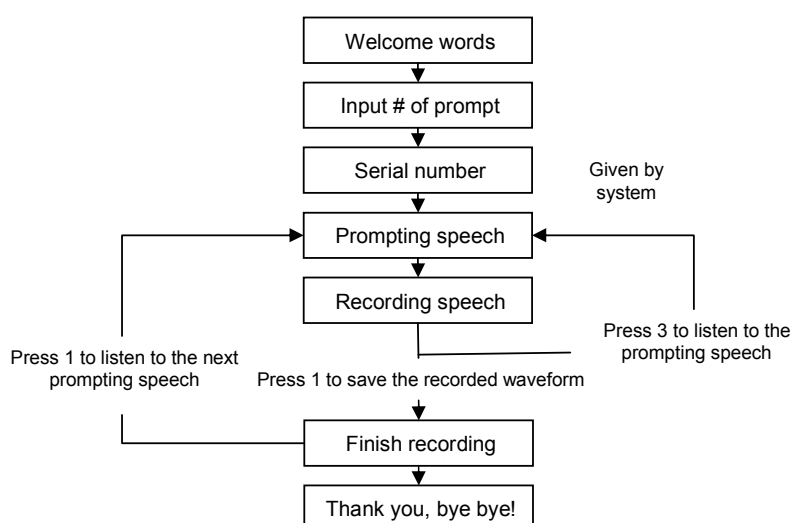 Welcome words
Input # of prompt
Serial number
Given by
system
Prompting speech
Recording speech
Press 3 to listen to the
prompting speech
Press 1 to listen to the next
prompting speech
Press 1 to save the recorded waveform
Finish recording
Thank you, bye bye!